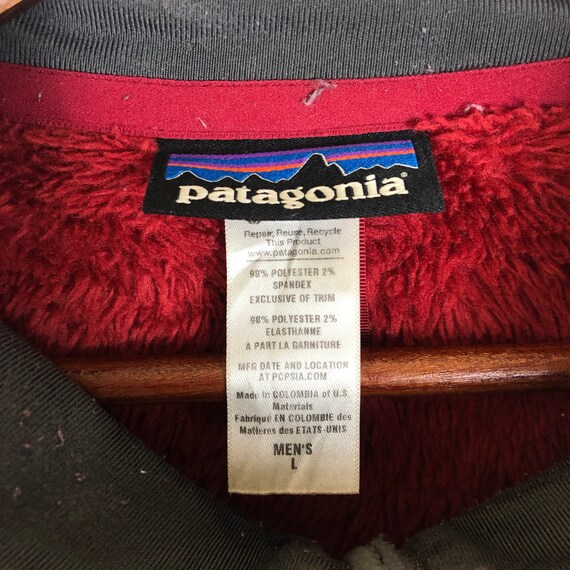 patagonia®
Repair, Reuse, Recycle
This Product
www.patagonia.com
98% POLYESTER 2%
SPANDEX
EXCLUSIVE OF TRIM
98% POLYESTER 2%
ELASTHANNE
A PART LA GARNITURE
MFG DATE AND LOCATION
AT PCPSIA.COM
Made in COLOMBIA of U.S.
Materials
Fabriqué EN COLOMBIE des
Matieres des ETATS-UNIS
MEN'S
L